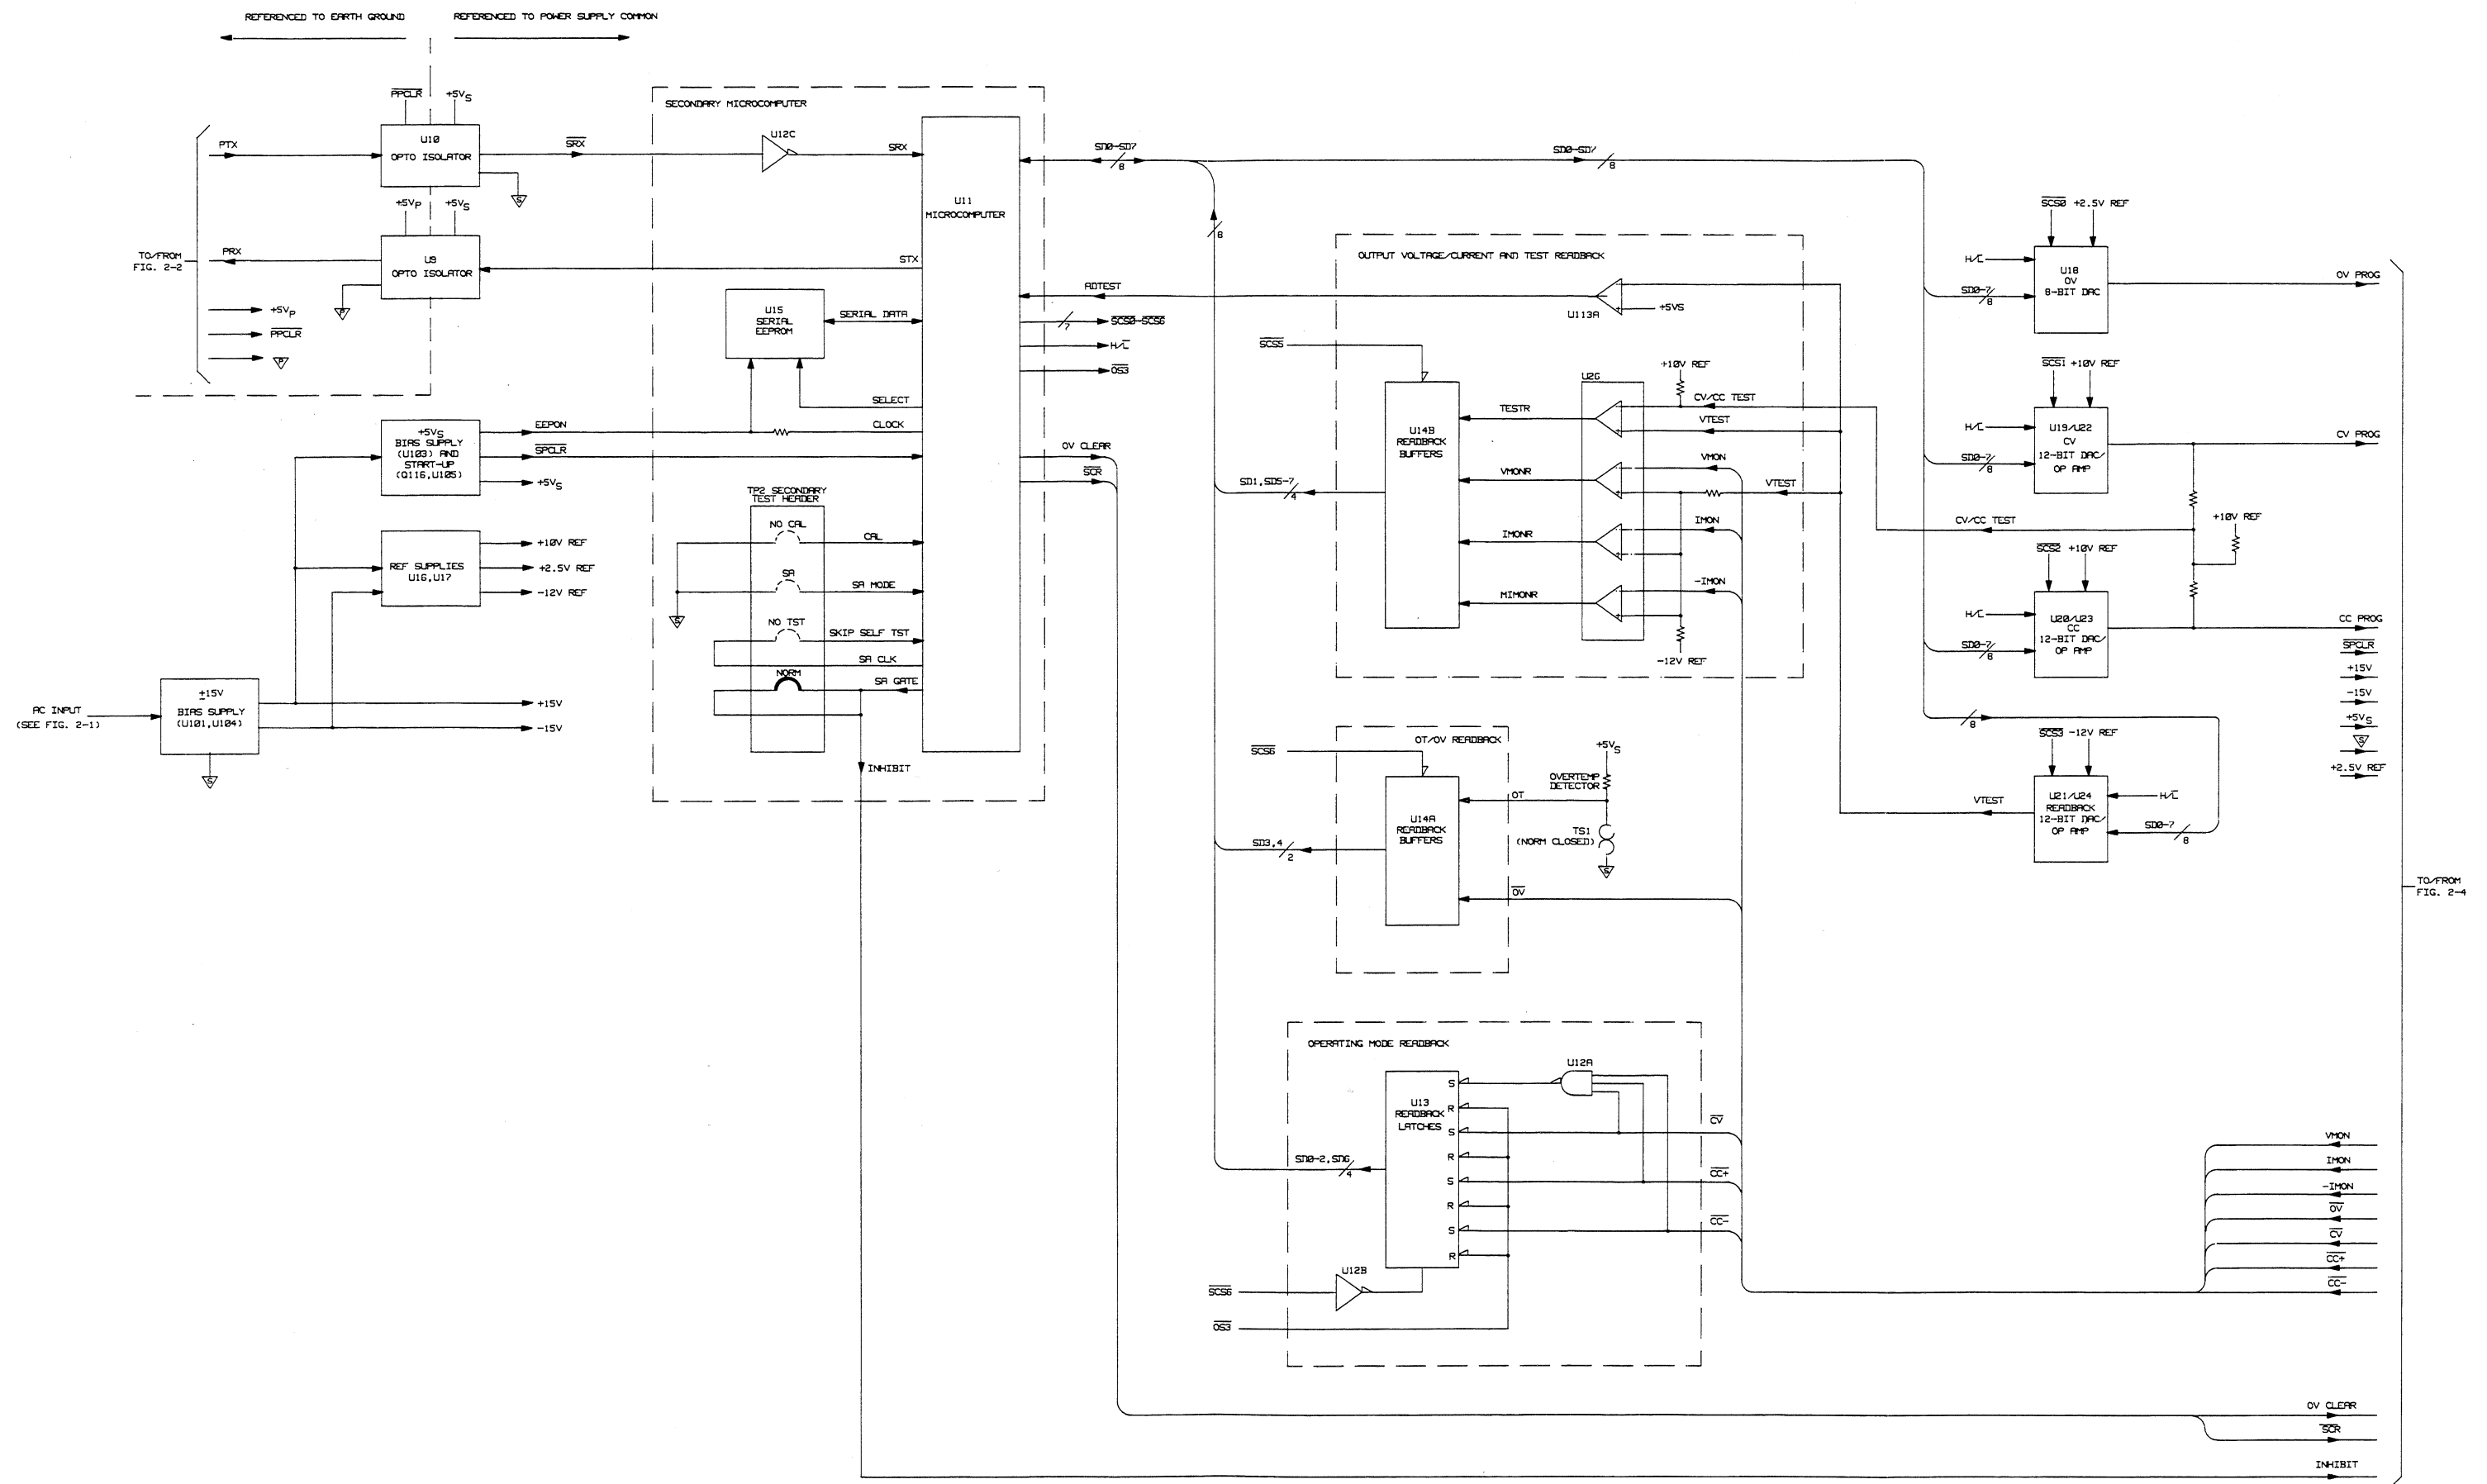 REFERENCED TO EARTH GROUND
REFERENCED TO POWER SUPPLY COMMON
PPCLR
+5VS
U10
OPTO ISOLATOR
PTX
SRX
S
+5VP
+5VS
U9
OPTO ISOLATOR
PRX
P
TO/FROM
FIG. 2-2
+5VP
PPCLR
P
SECONDARY MICROCOMPUTER
U12C
SRX
U11
MICROCOMPUTER
STX
U15
SERIAL
EEPROM
SERIAL DATA
SELECT
CLOCK
+5VS
BIAS SUPPLY
(U103) AND
START-UP
(Q116,U105)
EEPON
SPCLR
+5VS
REF SUPPLIES
U16,U17
+10V REF
+2.5V REF
-12V REF
AC INPUT
(SEE FIG. 2-1)
±15V
BIAS SUPPLY
(U101,U104)
S
+15V
-15V
TP2 SECONDARY
TEST HEADER
NO CAL
CAL
SA
SA MODE
S
NO TST
SKIP SELF TST
SA CLK
NORM
SA GATE
INHIBIT
SD0-SD7
8
8
ADTEST
7
SCS0-SCS6
H/L
OS3
OV CLEAR
SCR
SD0-SD7
8
OUTPUT VOLTAGE/CURRENT AND TEST READBACK
U113A
+5VS
SCS5
U14B
READBACK
BUFFERS
SD1,SD5-7
4
U26
+10V REF
TESTR
CV/CC TEST
VTEST
VMONR
VMON
VTEST
IMONR
IMON
MIMONR
-IMON
-12V REF
OT/OV READBACK
SCS6
U14A
READBACK
BUFFERS
SD3,4
2
+5VS
OVERTEMP
DETECTOR
OT
TS1
(NORM CLOSED)
S
OV
OPERATING MODE READBACK
U12A
U13
READBACK
LATCHES
S
R
S
R
S
R
S
R
CV
CC+
CC-
SD0-2,SD6
4
U12B
SCS6
OS3
SCS0 +2.5V REF
H/L
U18
OV
8-BIT DAC
SD0-7
8
OV PROG
SCS1 +10V REF
H/L
U19/U22
CV
12-BIT DAC/
OP AMP
SD0-7
8
CV PROG
CV/CC TEST
+10V REF
SCS2 +10V REF
H/L
U20/U23
CC
12-BIT DAC/
OP AMP
SD0-7
8
CC PROG
SPCLR
+15V
-15V
+5VS
S
+2.5V REF
8
SCS3 -12V REF
U21/U24
READBACK
12-BIT DAC/
OP AMP
H/L
SD0-7
8
VTEST
TO/FROM
FIG. 2-4
VMON
IMON
-IMON
OV
CV
CC+
CC-
OV CLEAR
SCR
INHIBIT